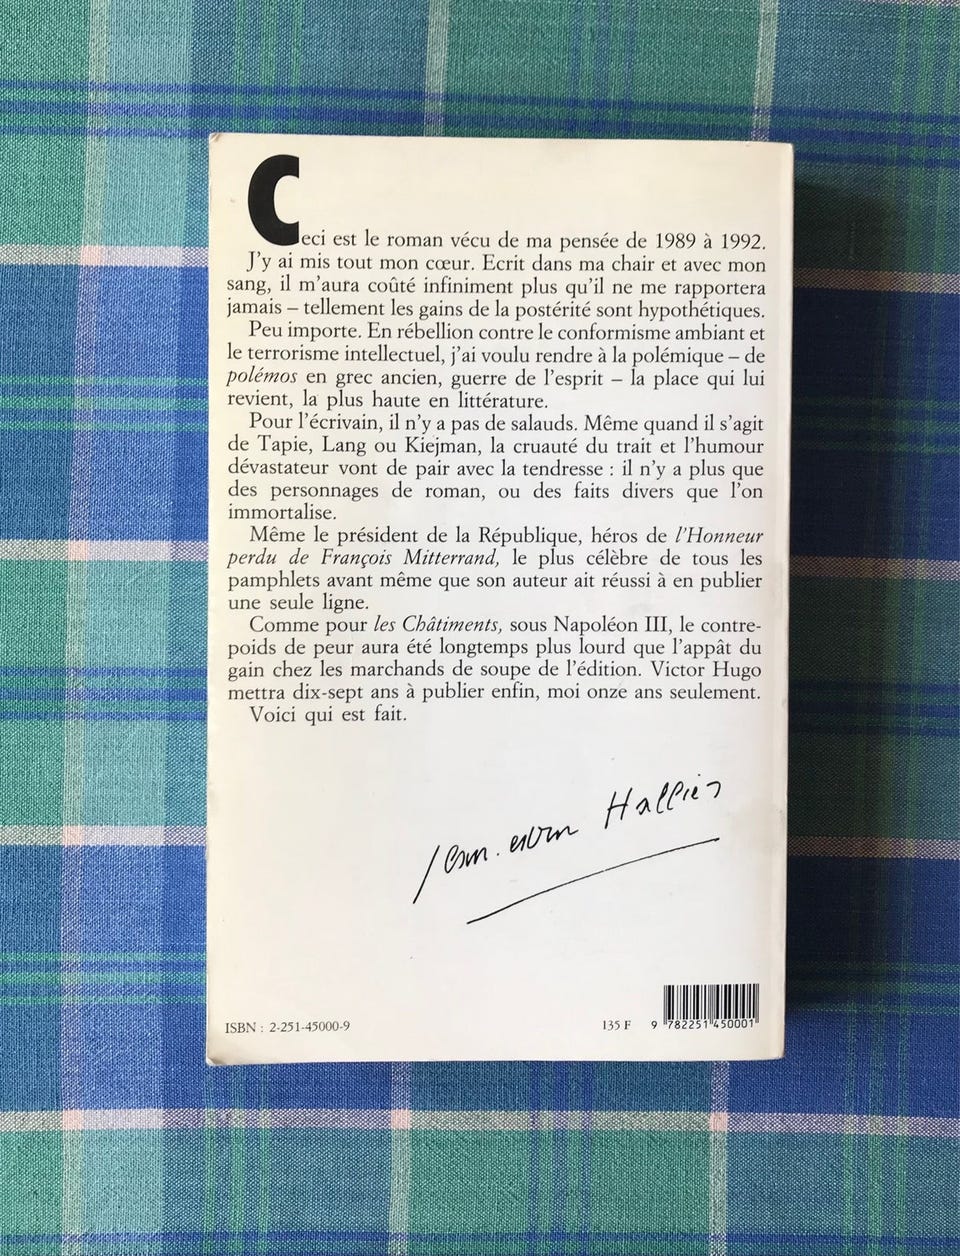 Ceci est le roman vécu de ma pensée de 1989 à 1992.
J'y ai mis tout mon cœur. Ecrit dans ma chair et avec mon
sang, il m'aura coûté infiniment plus qu'il ne me rapportera
jamais – tellement les gains de la postérité sont hypothétiques.
Peu importe. En rébellion contre le conformisme ambiant et
le terrorisme intellectuel, j'ai voulu rendre à la polémique – de
polémos en grec ancien, guerre de l'esprit – la place qui lui
revient, la plus haute en littérature.
Pour l'écrivain, il n'y a pas de salauds. Même quand il s'agit
de Tapie, Lang ou Kiejman, la cruauté du trait et l'humour
dévastateur vont de pair avec la tendresse : il n'y a plus que
des personnages de roman, ou des faits divers que l'on
immortalise.
Même le président de la République, héros de l'Honneur
perdu de François Mitterrand, le plus célèbre de tous les
pamphlets avant même que son auteur ait réussi à en publier
une seule ligne.
Comme pour les Châtiments, sous Napoléon III, le contre-
poids de peur aura été longtemps plus lourd que l'appât du
gain chez les marchands de soupe de l'édition. Victor Hugo
mettra dix-sept ans à publier enfin, moi onze ans seulement.
Voici qui est fait.
Jean-Edern Hallier
ISBN : 2-251-45000-9
135 F 9 782251 450001